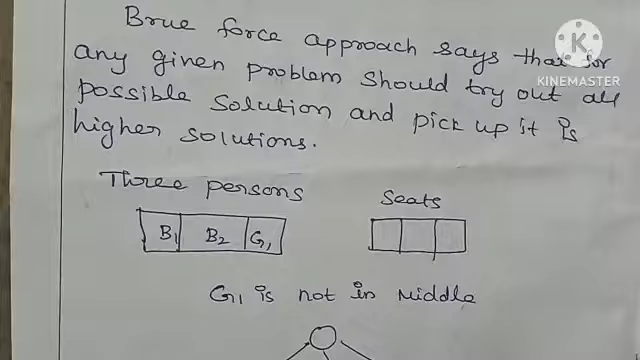 Brue force approach says that for
any given problem should try out all
possible solution and pick up it is
higher solutions.
Three persons
Seats
B1 B2 G1
G1 is not in Middle
K
KINEMASTER